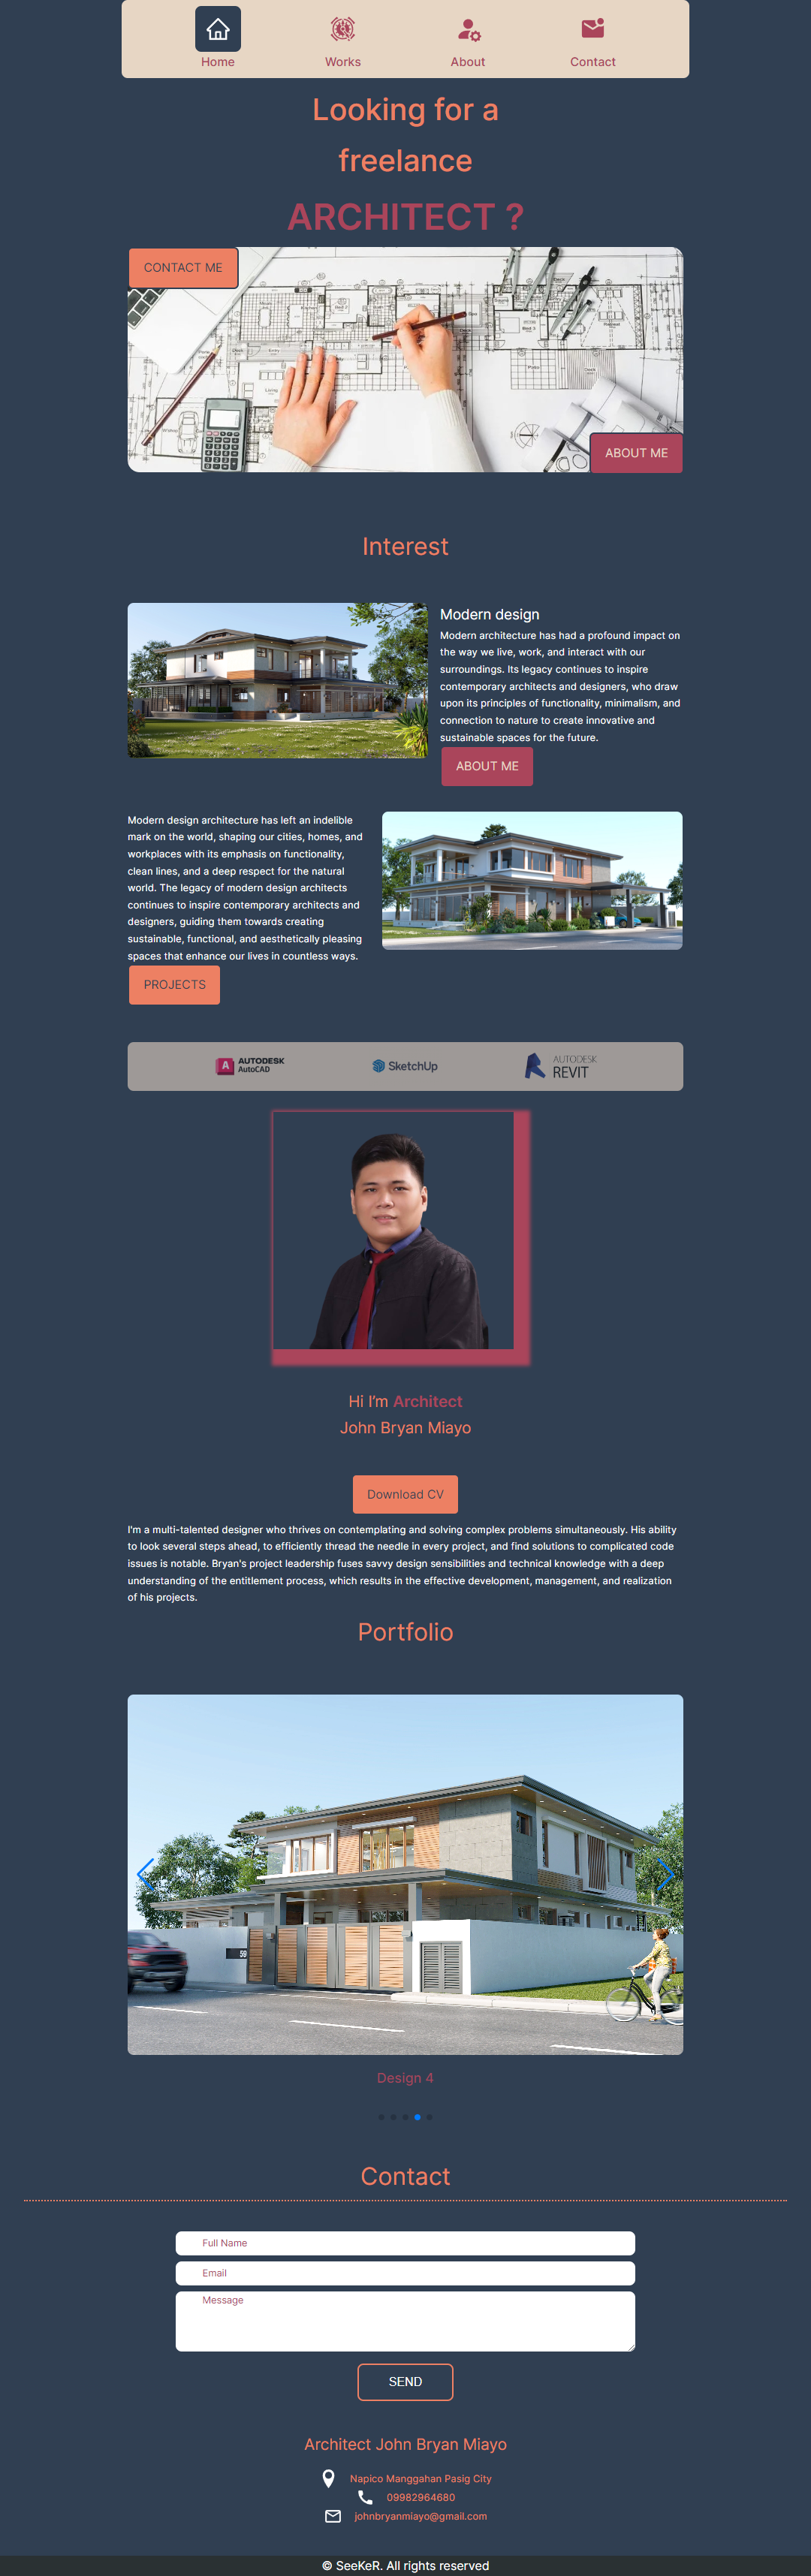 Home
Works
About
Contact
Looking for a
freelance
ARCHITECT ?
CONTACT ME
ABOUT ME
Interest
Modern design
Modern architecture has had a profound impact on
the way we live, work, and interact with our
surroundings. Its legacy continues to inspire
contemporary architects and designers, who draw
upon its principles of functionality, minimalism, and
connection to nature to create innovative and
sustainable spaces for the future.
ABOUT ME
Modern design architecture has left an indelible
mark on the world, shaping our cities, homes, and
workplaces with its emphasis on functionality,
clean lines, and a deep respect for the natural
world. The legacy of modern design architects
continues to inspire contemporary architects and
designers, guiding them towards creating
sustainable, functional, and aesthetically pleasing
spaces that enhance our lives in countless ways.
PROJECTS
A AUTODESK
AutoCAD
SketchUp
AUTODESK
REVIT
Hi I’m Architect
John Bryan Miayo
Download CV
I'm a multi-talented designer who thrives on contemplating and solving complex problems simultaneously. His ability
to look several steps ahead, to efficiently thread the needle in every project, and find solutions to complicated code
issues is notable. Bryan's project leadership fuses savvy design sensibilities and technical knowledge with a deep
understanding of the entitlement process, which results in the effective development, management, and realization
of his projects.
Portfolio
59
Design 4
Contact
Full Name
Email
Message
SEND
Architect John Bryan Miayo
Napico Manggahan Pasig City
09982964680
johnbryanmiayo@gmail.com
© SeeKeR. All rights reserved